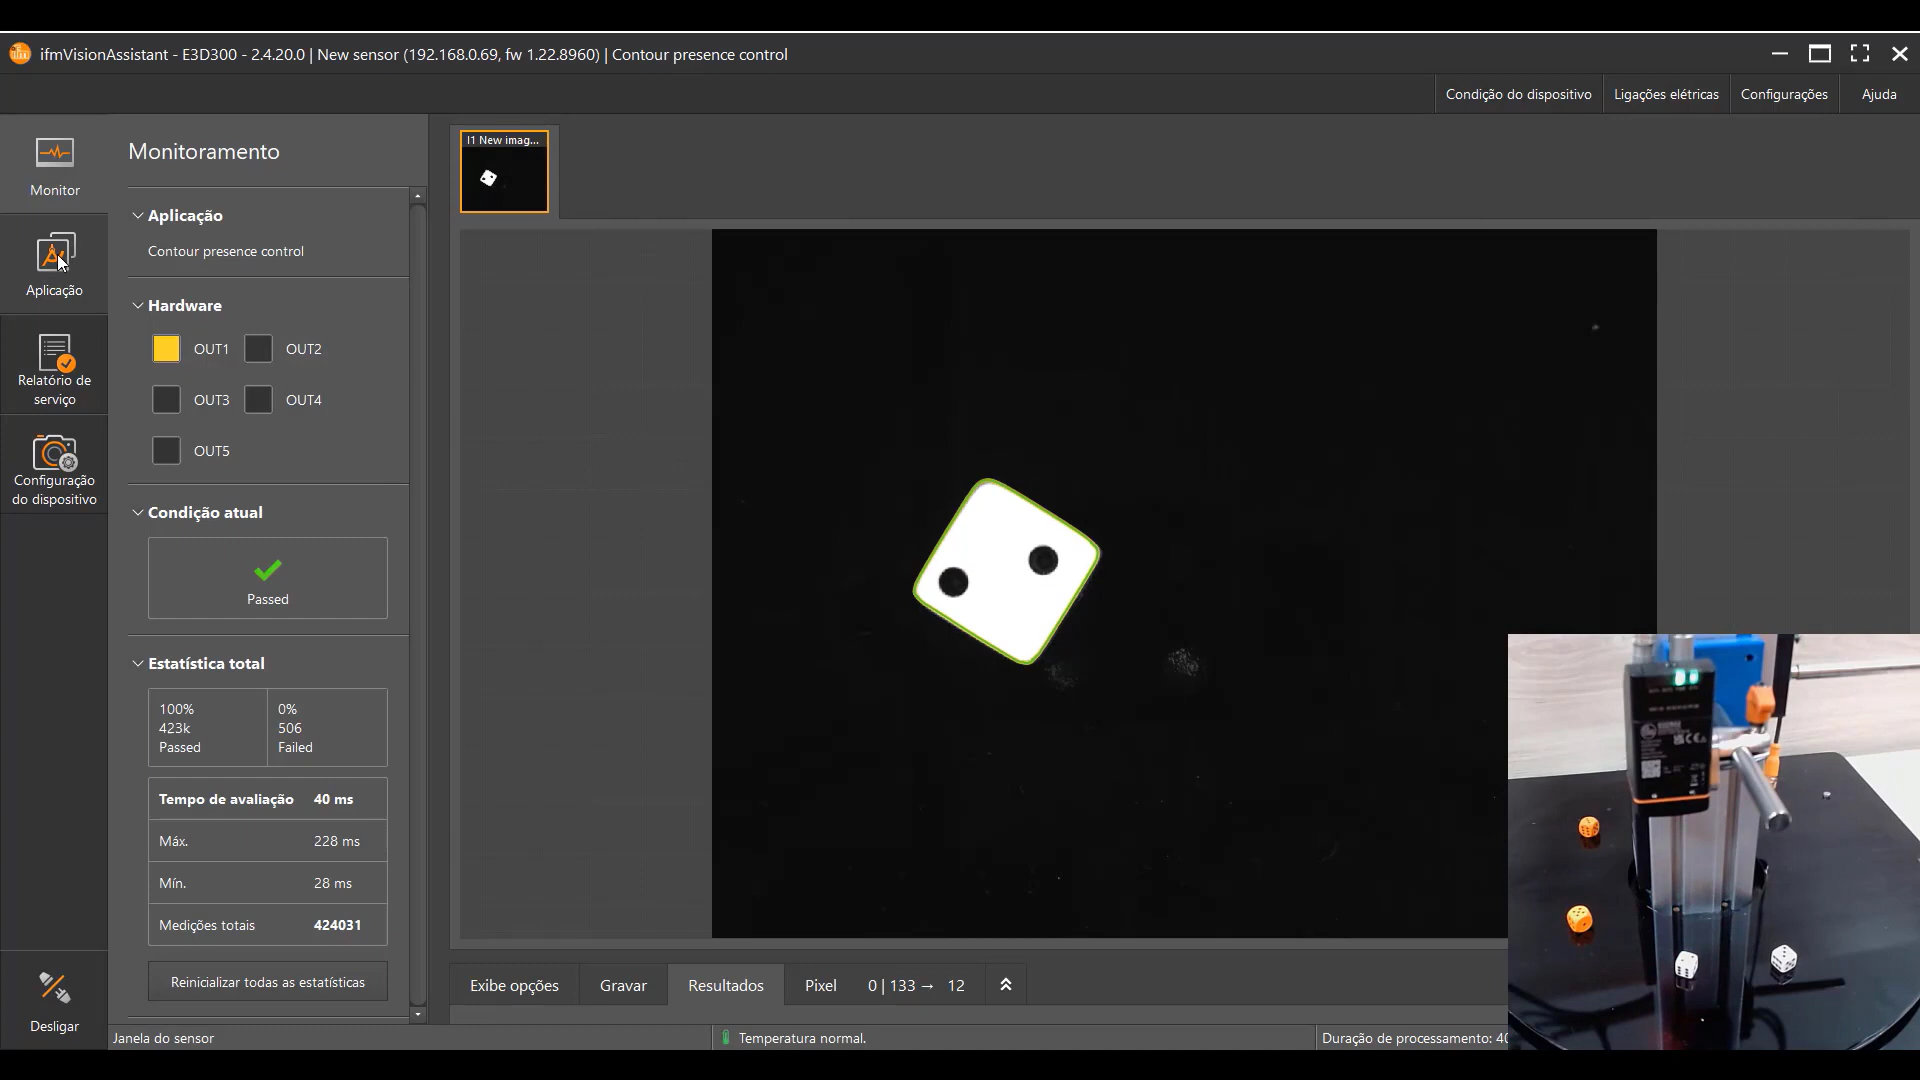 ifmVisionAssistant - E3D300 - 2.4.20.0 | New sensor (192.168.0.69, fw 1.22.8960) | Contour presence control
Condição do dispositivo
Ligações elétricas
Configurações
Ajuda
Monitor
Aplicação
Relatório de
serviço
Configuração
do dispositivo
Desligar
Monitoramento
Aplicação
Contour presence control
Hardware
OUT1
OUT2
OUT3
OUT4
OUT5
Condição atual
Passed
Estatística total
100%
423k
Passed
0%
506
Failed
Tempo de avaliação 40 ms
Máx. 228 ms
Mín. 28 ms
Medições totais 424031
Reinicializar todas as estatísticas
I1 New imag...
Exibe opções
Gravar
Resultados
Pixel 0 | 133 → 12
Janela do sensor
Temperatura normal.
Duração de processamento: 40